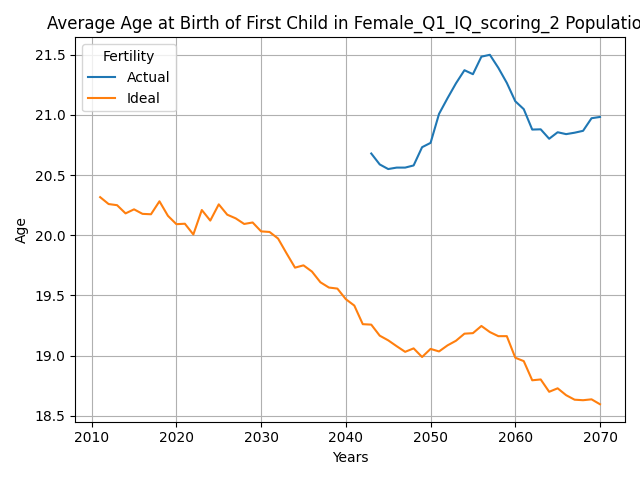 Average Age at Birth of First Child in Female_Q1_IQ_scoring_2 Populatio
21.5
21.0
20.5
20.0
19.5
19.0
18.5
Age
Fertility
Actual
Ideal
2010 2020 2030 2040 2050 2060 2070
Years